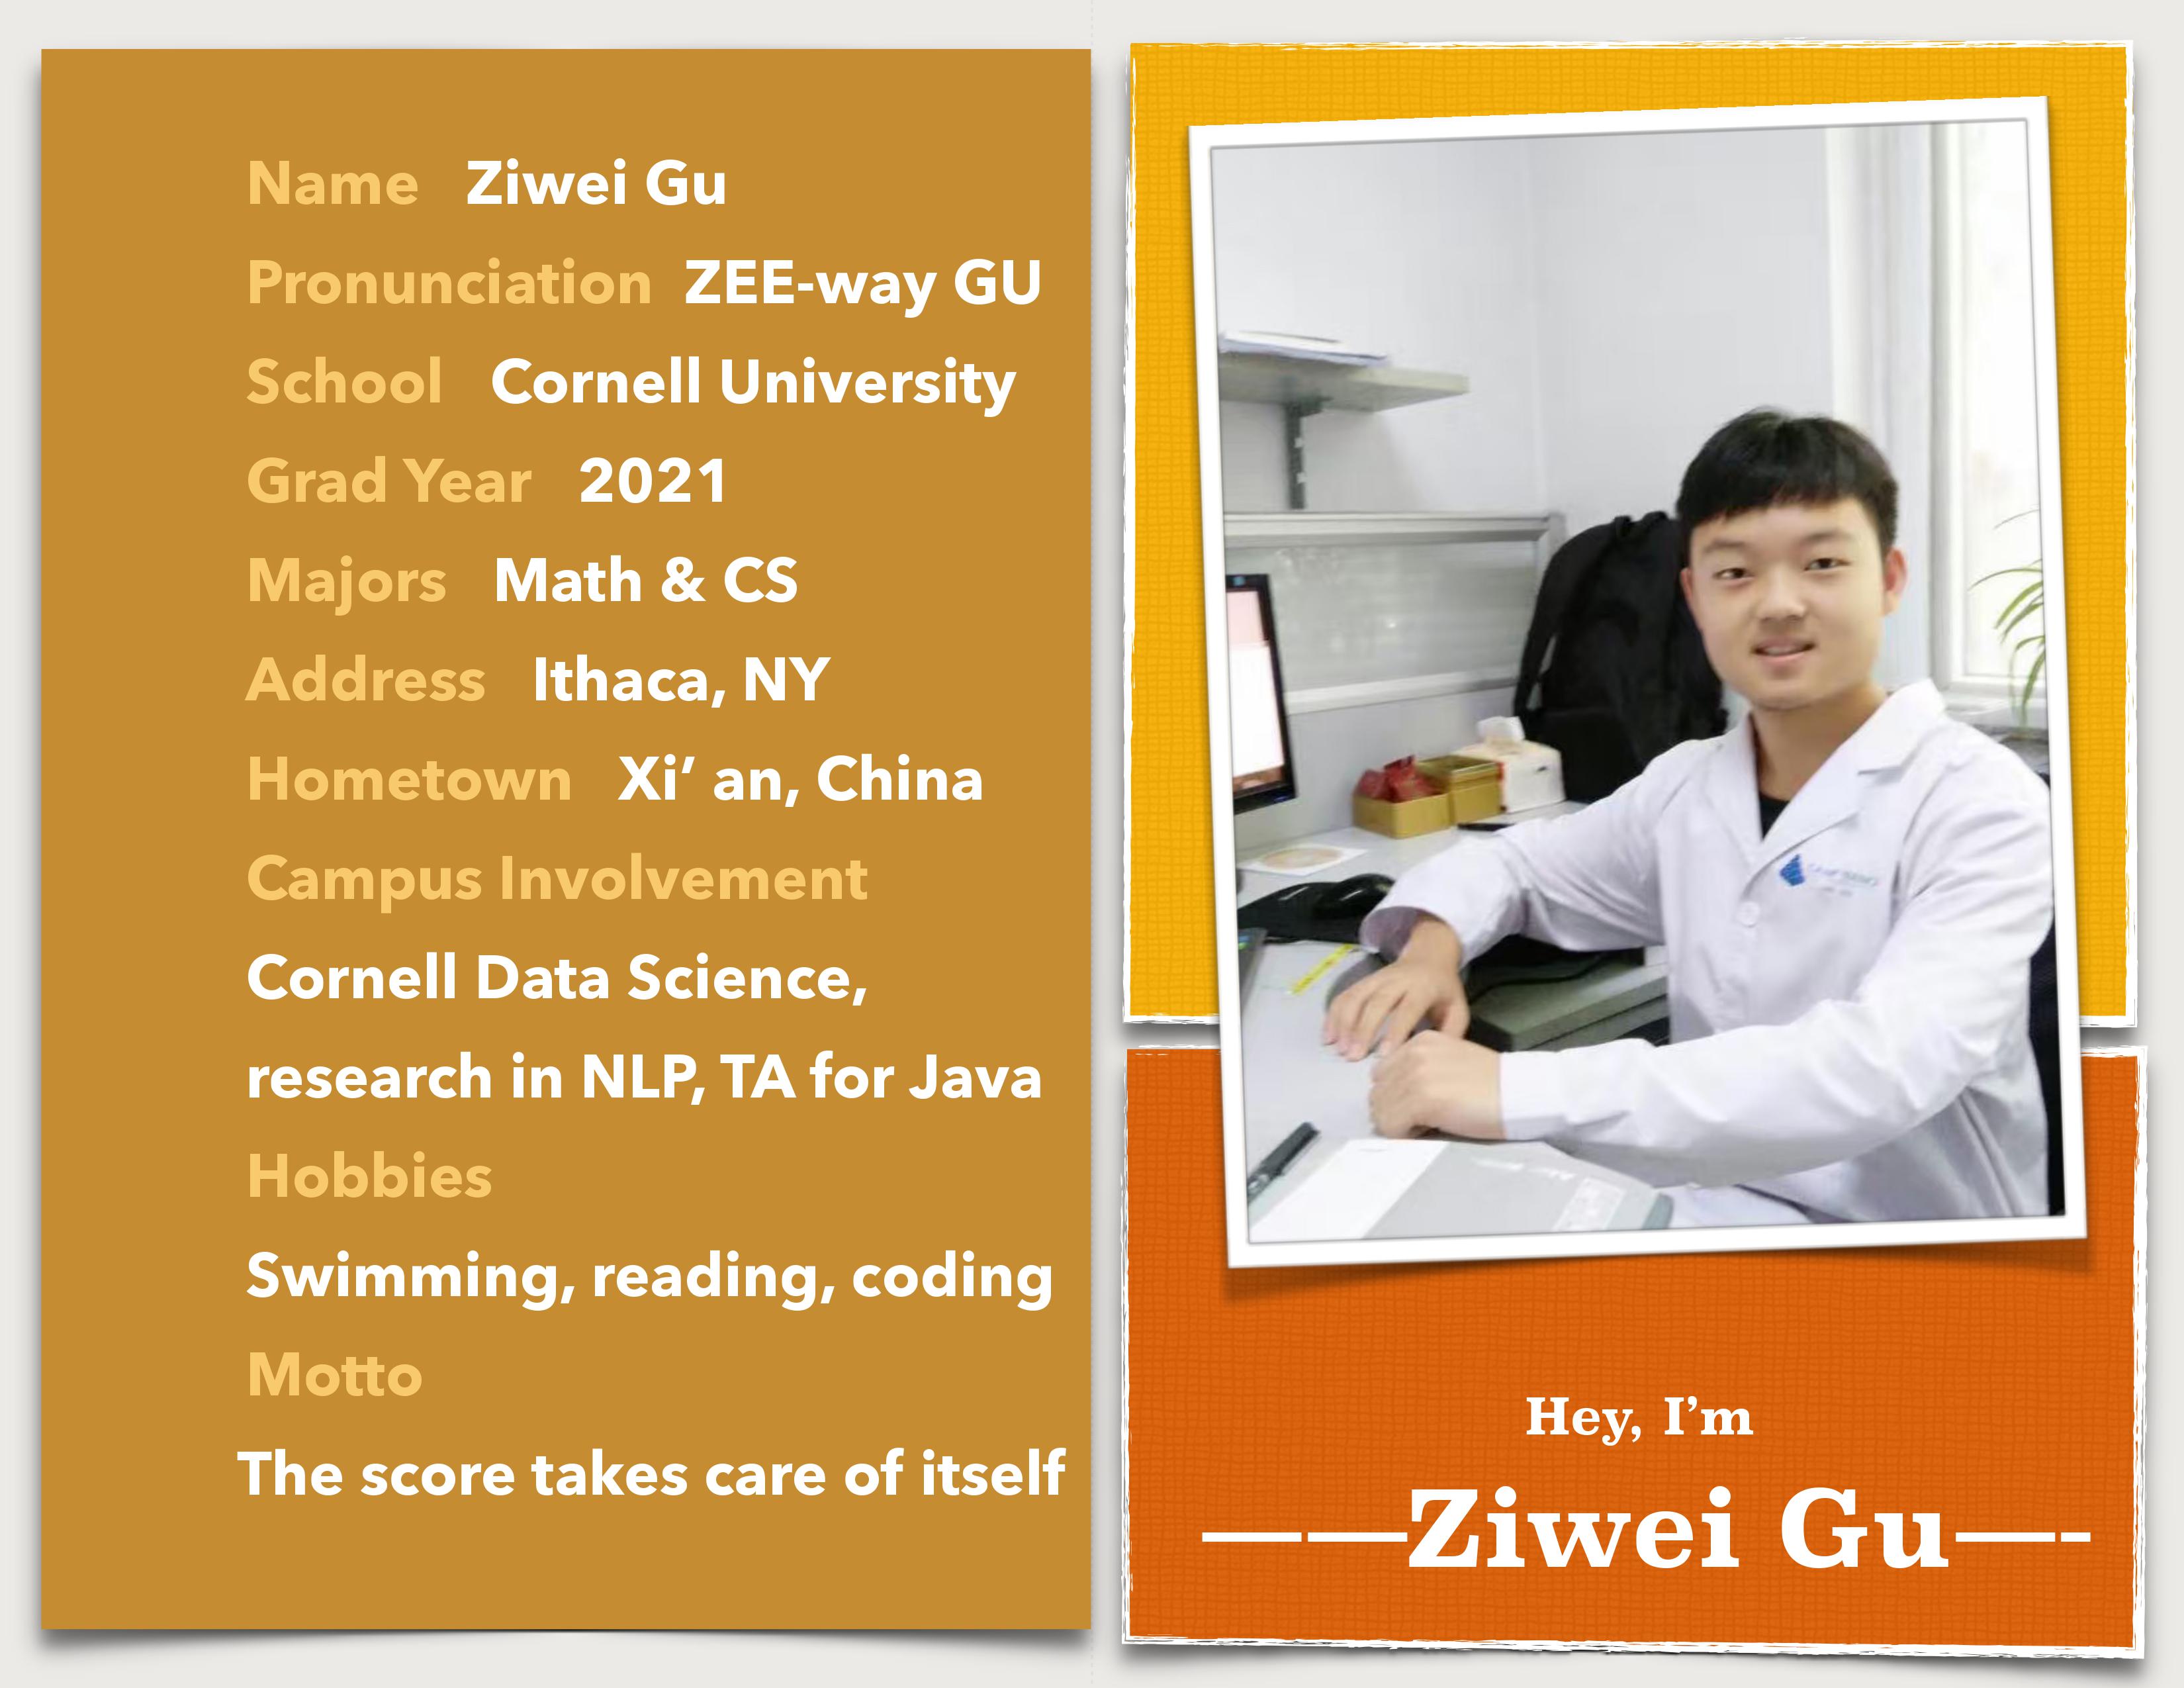 Name Ziwei Gu
Pronunciation ZEE-way GU
School Cornell University
Grad Year 2021
Majors Math & CS
Address Ithaca, NY
Hometown Xi’ an, China
Campus Involvement
Cornell Data Science,
research in NLP, TA for Java
Hobbies
Swimming, reading, coding
Motto
The score takes care of itself
Hey, I’m
——Ziwei Gu—-